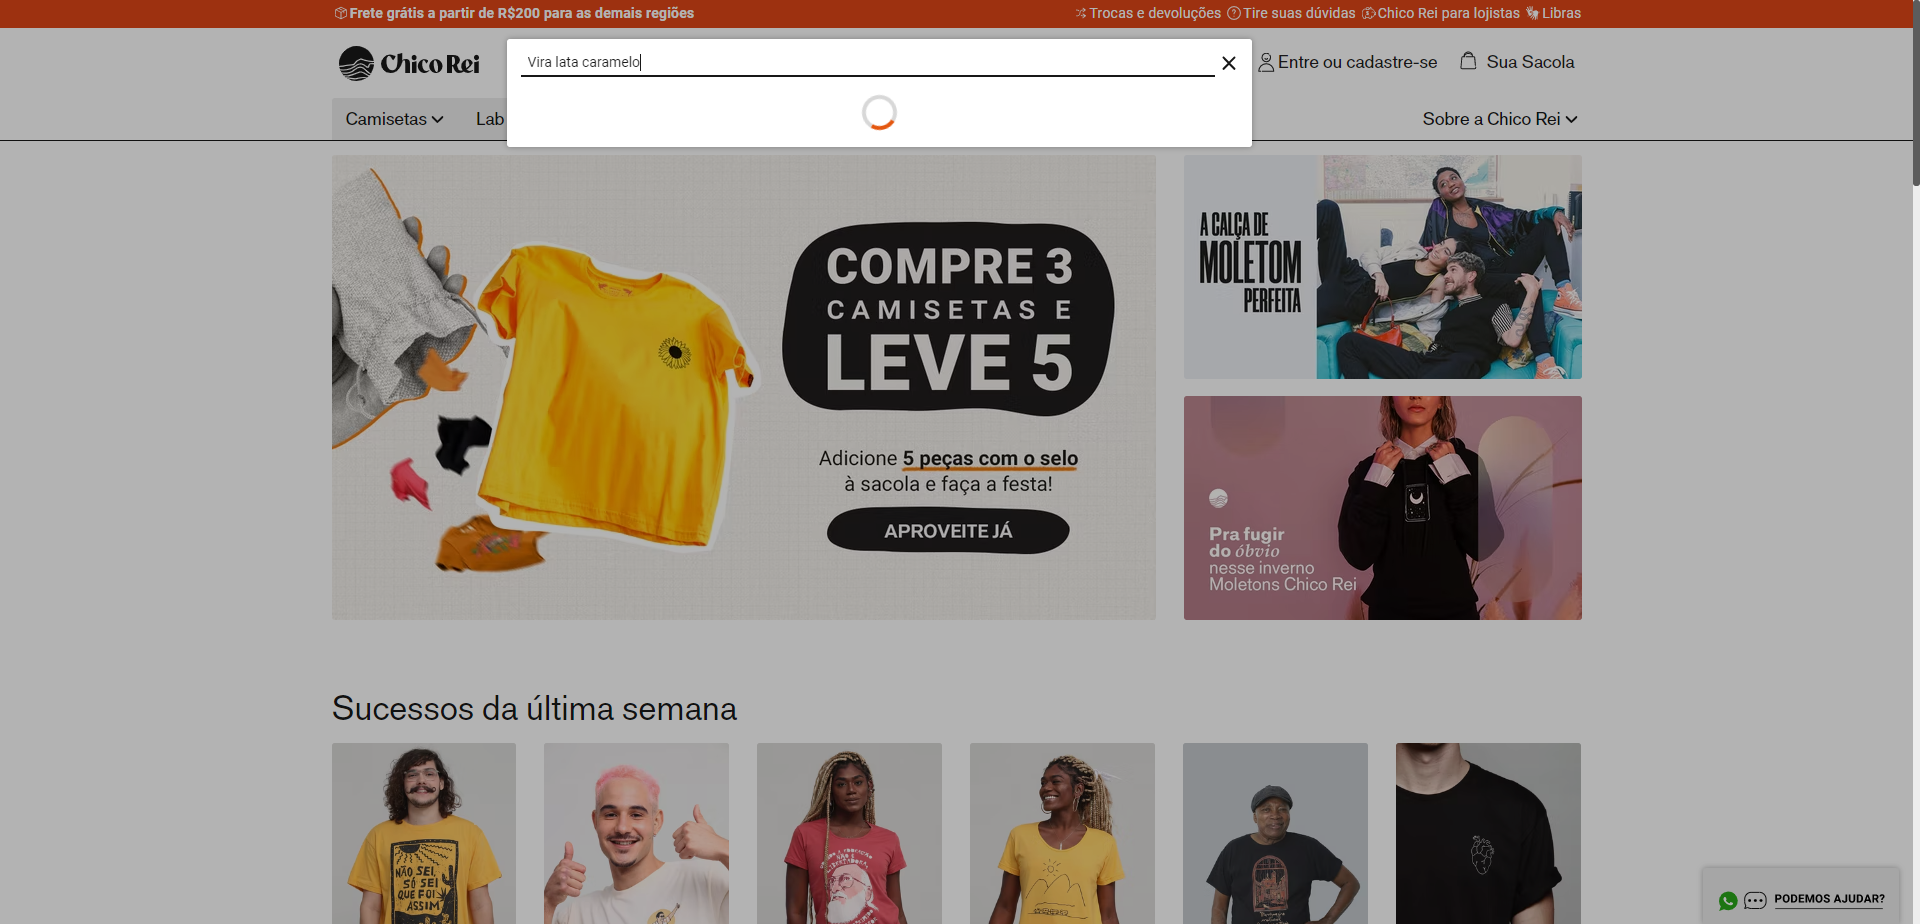 Frete grátis a partir de R$200 para as demais regiões
Trocas e devoluções
Tire suas dúvidas
Chico Rei para lojistas
Libras
Chico Rei
Vira lata caramelo
Entre ou cadastre-se
Sua Sacola
Camisetas
Lab
Sobre a Chico Rei
COMPRE 3
CAMISETAS E
LEVE 5
Adicione 5 peças com o selo
à sacola e faça a festa!
APROVEITE JÁ
A CALÇA DE
MOLETOM
PERFEITA
Pra fugir
do óbvio
nesse inverno
Moletons Chico Rei
Sucessos da última semana
NÃO SEI,
SÓ SEI
QUE FOI
ASSIM
PODEMOS AJUDAR?